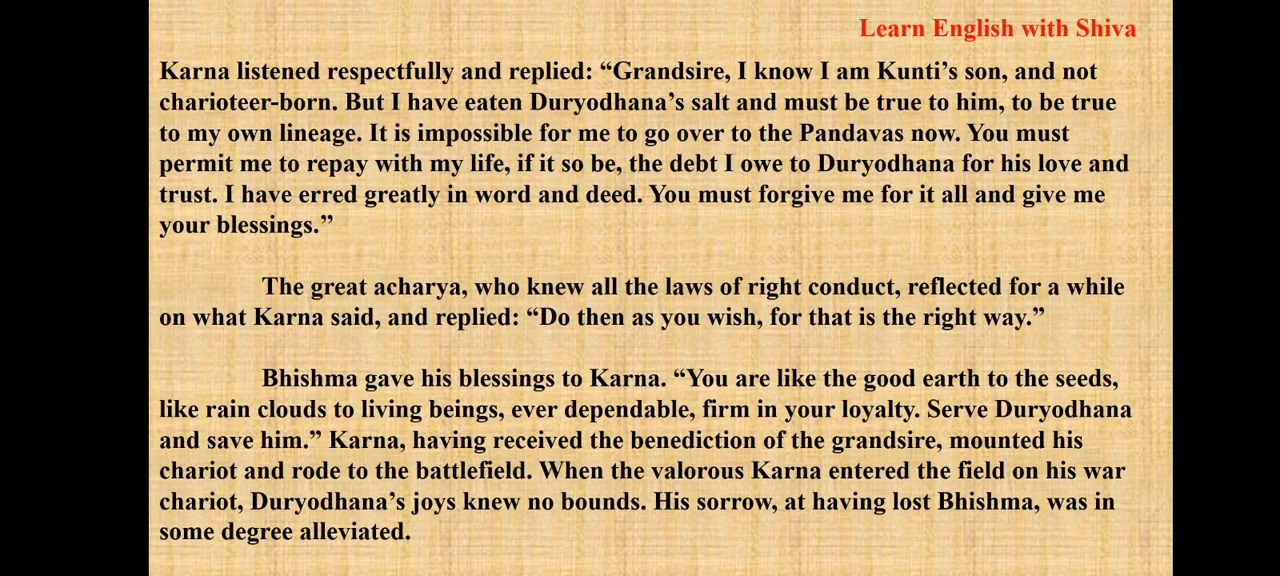 Learn English with Shiva
Karna listened respectfully and replied: “Grandsire, I know I am Kunti’s son, and not
charioteer-born. But I have eaten Duryodhana’s salt and must be true to him, to be true
to my own lineage. It is impossible for me to go over to the Pandavas now. You must
permit me to repay with my life, if it so be, the debt I owe to Duryodhana for his love and
trust. I have erred greatly in word and deed. You must forgive me for it all and give me
your blessings.”
The great acharya, who knew all the laws of right conduct, reflected for a while
on what Karna said, and replied: “Do then as you wish, for that is the right way.”
Bhishma gave his blessings to Karna. “You are like the good earth to the seeds,
like rain clouds to living beings, ever dependable, firm in your loyalty. Serve Duryodhana
and save him.” Karna, having received the benediction of the grandsire, mounted his
chariot and rode to the battlefield. When the valorous Karna entered the field on his war
chariot, Duryodhana’s joys knew no bounds. His sorrow, at having lost Bhishma, was in
some degree alleviated.